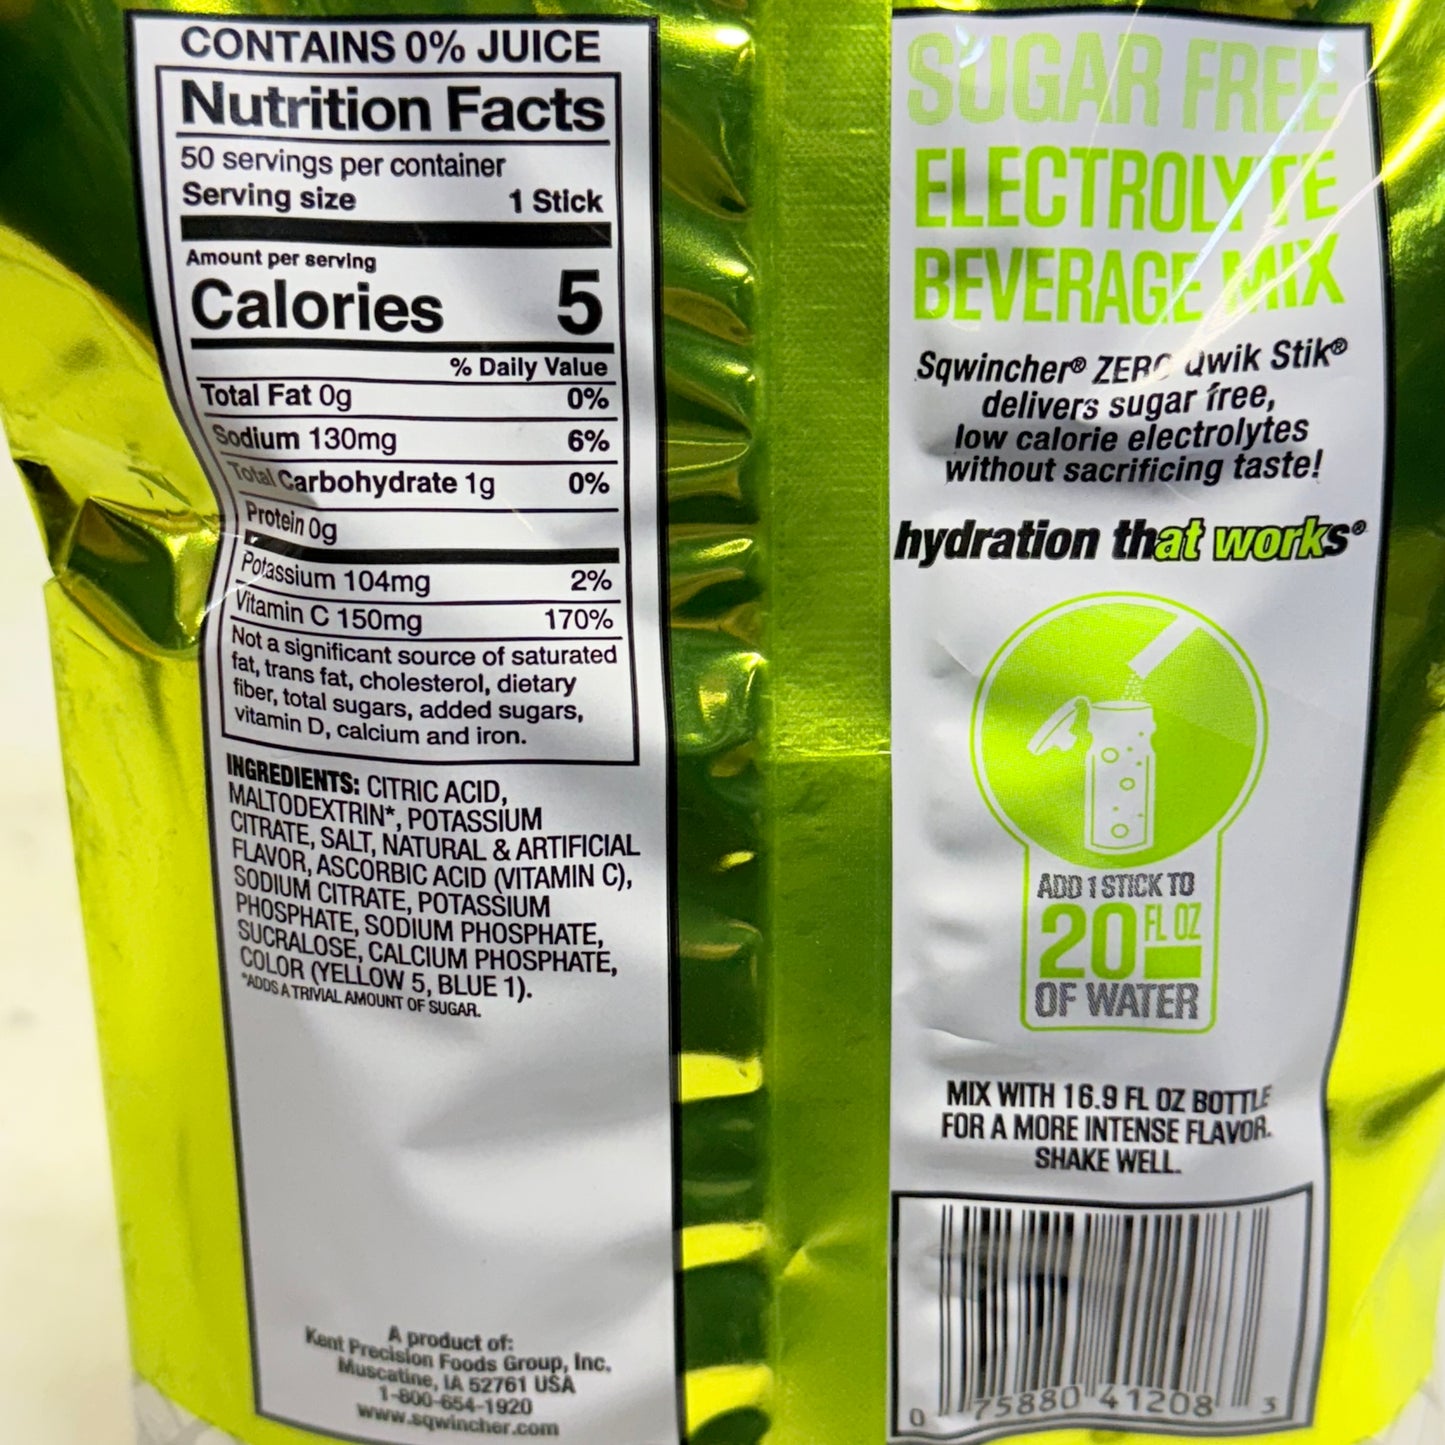 CONTAINS 0% JUICE
Nutrition Facts
50 servings per container
Serving size 1 Stick
Amount per serving
Calories 5
% Daily Value
Total Fat 0g 0%
Sodium 130mg 6%
Total Carbohydrate 1g 0%
Protein 0g
Potassium 104mg 2%
Vitamin C 150mg 170%
Not a significant source of saturated
fat, trans fat, cholesterol, dietary
fiber, total sugars, added sugars,
vitamin D, calcium and iron.
INGREDIENTS: CITRIC ACID,
MALTODEXTRIN*, POTASSIUM
CITRATE, SALT, NATURAL & ARTIFICIAL
FLAVOR, ASCORBIC ACID (VITAMIN C),
SODIUM CITRATE, POTASSIUM
PHOSPHATE, SODIUM PHOSPHATE,
SUCRALOSE, CALCIUM PHOSPHATE,
COLOR (YELLOW 5, BLUE 1).
*ADDS A TRIVIAL AMOUNT OF SUGAR.
A product of:
Kent Precision Foods Group, Inc.
Muscatine, IA 52761 USA
1-800-654-1920
www.sqwincher.com
SUGAR FREE
ELECTROLYTE
BEVERAGE MIX
Sqwincher® ZERO Qwik Stik®
delivers sugar free,
low calorie electrolytes
without sacrificing taste!
hydration that works®
ADD 1 STICK TO
20 FL OZ
OF WATER
MIX WITH 16.9 FL OZ BOTTLE
FOR A MORE INTENSE FLAVOR.
SHAKE WELL.
0 75880 41208 3